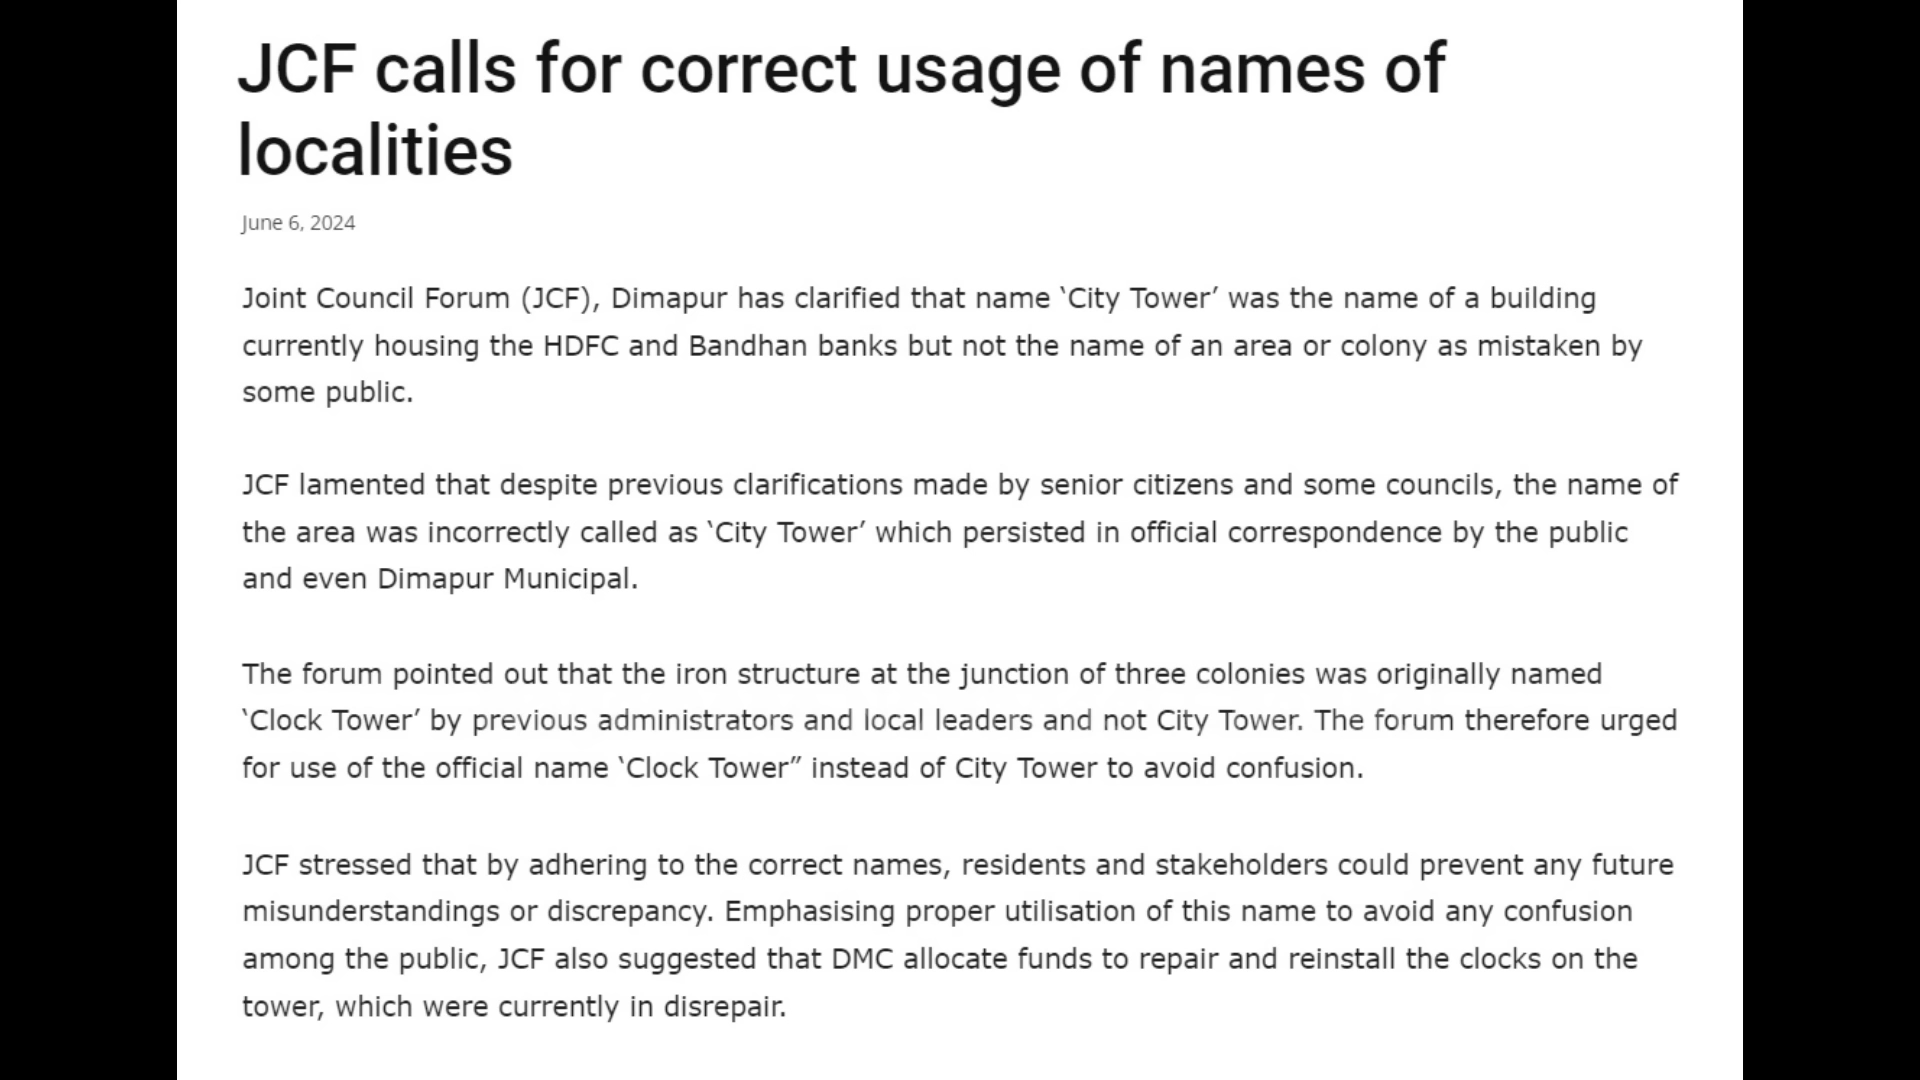 JCF calls for correct usage of names of
localities
June 6, 2024
Joint Council Forum (JCF), Dimapur has clarified that name ‘City Tower’ was the name of a building
currently housing the HDFC and Bandhan banks but not the name of an area or colony as mistaken by
some public.
JCF lamented that despite previous clarifications made by senior citizens and some councils, the name of
the area was incorrectly called as ‘City Tower’ which persisted in official correspondence by the public
and even Dimapur Municipal.
The forum pointed out that the iron structure at the junction of three colonies was originally named
‘Clock Tower’ by previous administrators and local leaders and not City Tower. The forum therefore urged
for use of the official name ‘Clock Tower” instead of City Tower to avoid confusion.
JCF stressed that by adhering to the correct names, residents and stakeholders could prevent any future
misunderstandings or discrepancy. Emphasising proper utilisation of this name to avoid any confusion
among the public, JCF also suggested that DMC allocate funds to repair and reinstall the clocks on the
tower, which were currently in disrepair.